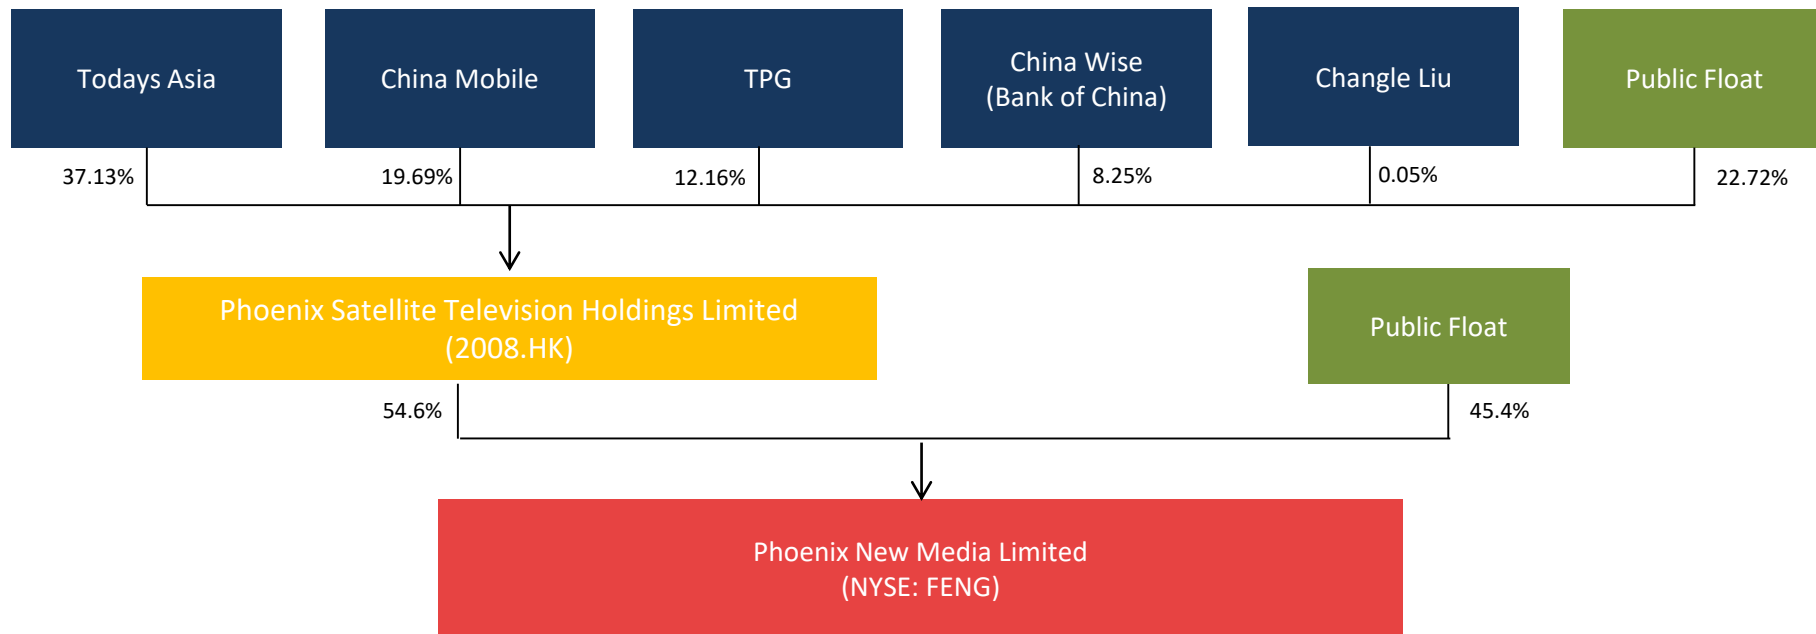 Todays Asia
China Mobile
TPG
China Wise
(Bank of China)
Changle Liu
Public Float
37.13%
19.69%
12.16%
8.25%
0.05%
22.72%
Phoenix Satellite Television Holdings Limited
(2008.HK)
Public Float
54.6%
45.4%
Phoenix New Media Limited
(NYSE: FENG)